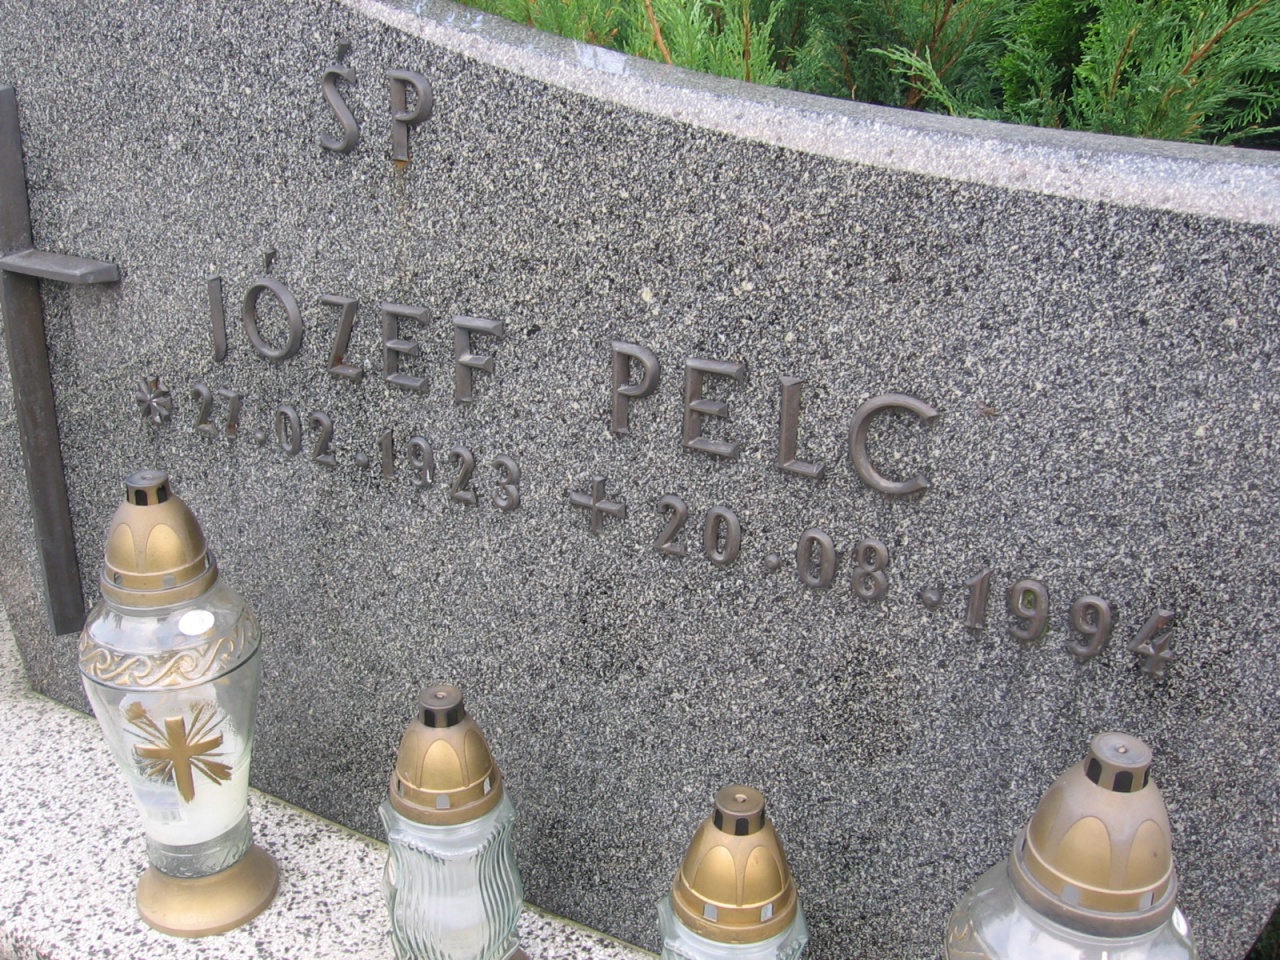 ŚP
JÓZEF PELC
* 27.02.1923 + 20.08.1994